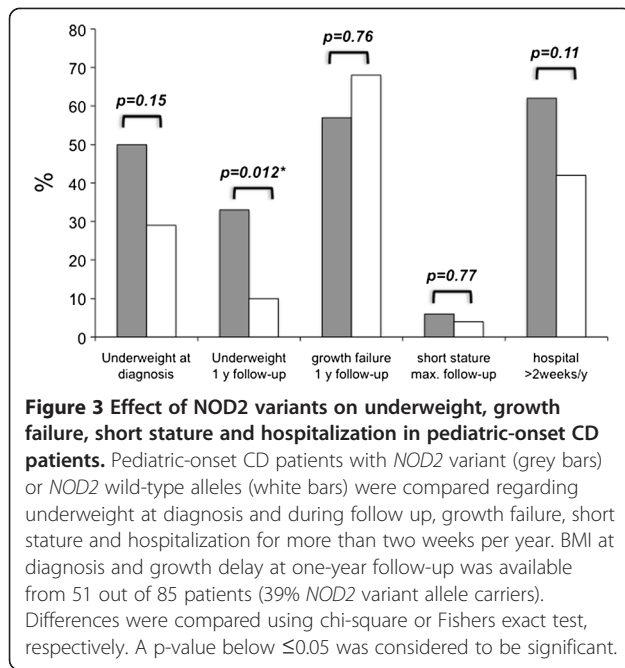 p=0.76
80
70
p=0.11
p=0.15
60
50
p=0.012*
%
40
30
p=0.77
20
10
0
Underweight at diagnosis
Underweight 1 y follow-up
growth failure 1 y follow-up
short stature max. follow-up
hospital >2weeks/y
Figure 3 Effect of NOD2 variants on underweight, growth
failure, short stature and hospitalization in pediatric-onset CD
patients. Pediatric-onset CD patients with NOD2 variant (grey bars)
or NOD2 wild-type alleles (white bars) were compared regarding
underweight at diagnosis and during follow up, growth failure, short
stature and hospitalization for more than two weeks per year. BMI at
diagnosis and growth delay at one-year follow-up was available
from 51 out of 85 patients (39% NOD2 variant allele carriers).
Differences were compared using chi-square or Fishers exact test,
respectively. A p-value below ≤0.05 was considered to be significant.